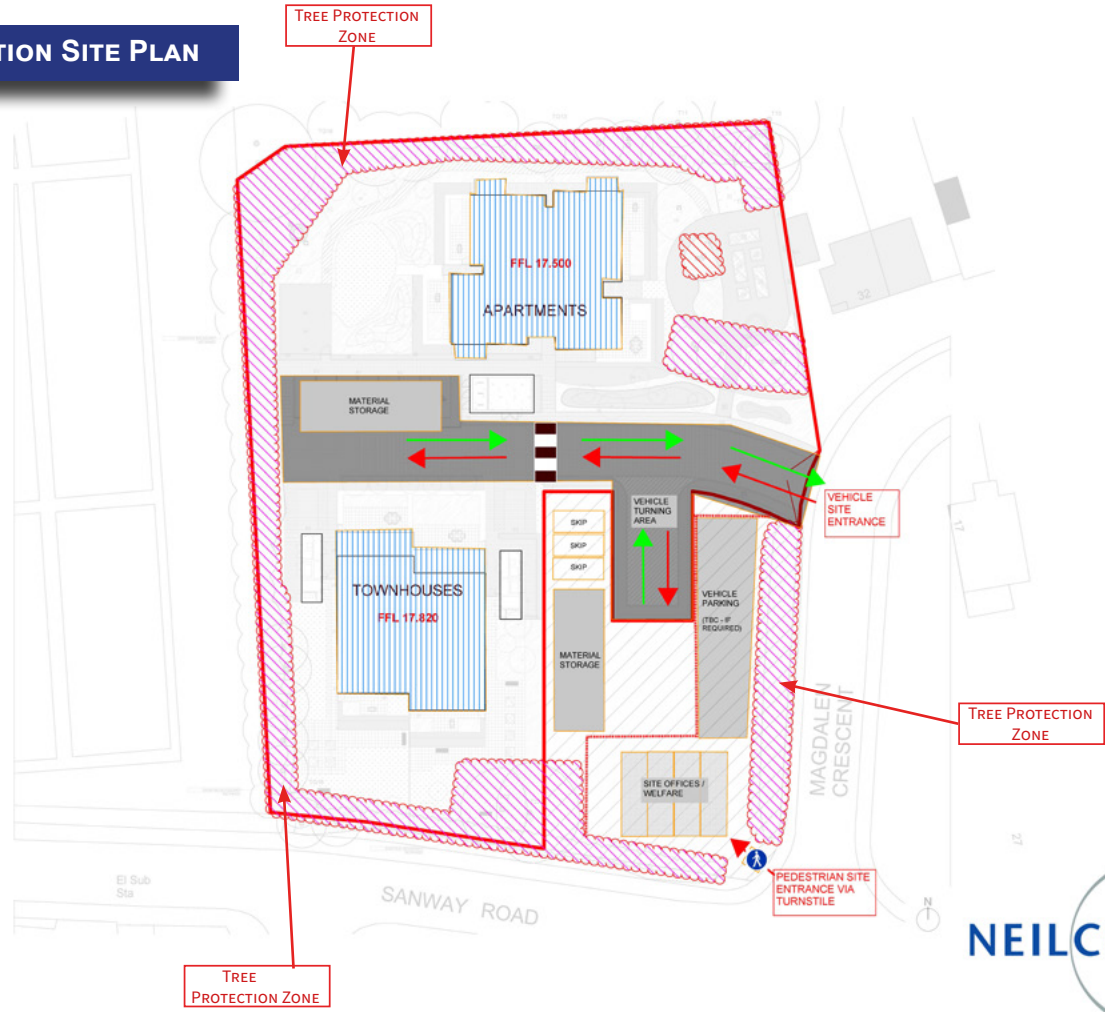 TION SITE PLAN
TREE PROTECTION
ZONE
FFL 17.500
APARTMENTS
32
MATERIAL
STORAGE
VEHICLE
SITE
ENTRANCE
VEHICLE
TURNING
AREA
SKIP
SKIP
SKIP
17
TOWNHOUSES
FFL 17.820
VEHICLE
PARKING
(TBC - IF
REQUIRED)
MATERIAL
STORAGE
MAGDALEN
CRESCENT
TREE PROTECTION
ZONE
SITE OFFICES /
WELFARE
27
El Sub
Sta
SANWAY ROAD
PEDESTRIAN SITE
ENTRANCE VIA
TURNSTILE
N
NEILC
TREE
PROTECTION ZONE